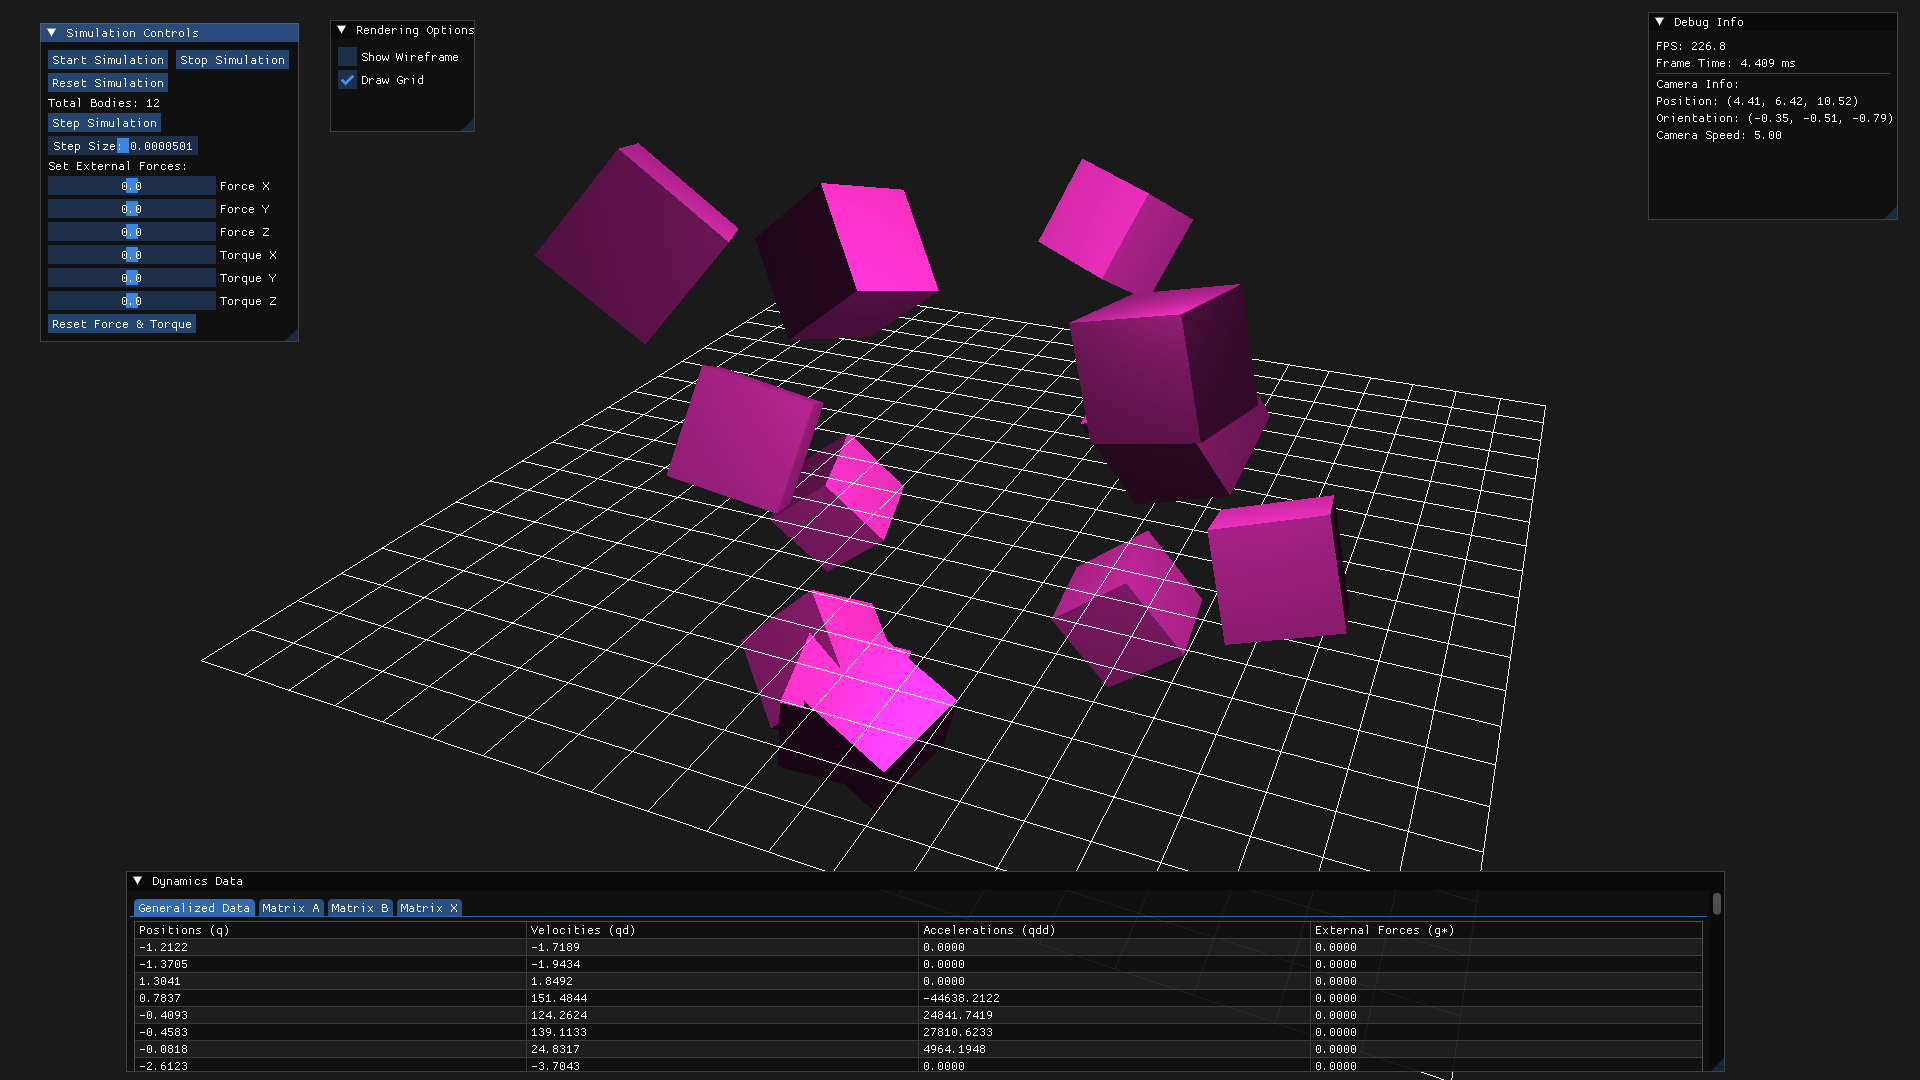 Simulation Controls
Start Simulation Stop Simulation
Reset Simulation
Total Bodies: 12
Step Simulation
Step Size: 0.0000501
Set External Forces:
0.0 Force X
0.0 Force Y
0.0 Force Z
0.0 Torque X
0.0 Torque Y
0.0 Torque Z
Reset Force & Torque
Rendering Options
Show Wireframe
Draw Grid
Debug Info
FPS: 226.8
Frame Time: 4.409 ms
Camera Info:
Position: (4.41, 6.42, 10.52)
Orientation: (-0.35, -0.51, -0.79)
Camera Speed: 5.00
Dynamics Data
Generalized Data Matrix A Matrix B Matrix X
Positions (q) Velocities (qd) Accelerations (qdd) External Forces (g*)
-1.2122 -1.7189 0.0000 0.0000
-1.3705 -1.9434 0.0000 0.0000
1.3041 1.8492 0.0000 0.0000
0.7837 151.4844 -44638.2122 0.0000
-0.4093 124.2624 24841.7419 0.0000
-0.4583 139.1133 27810.6233 0.0000
-0.0818 24.8317 4964.1948 0.0000
-2.6123 -3.7043 0.0000 0.0000